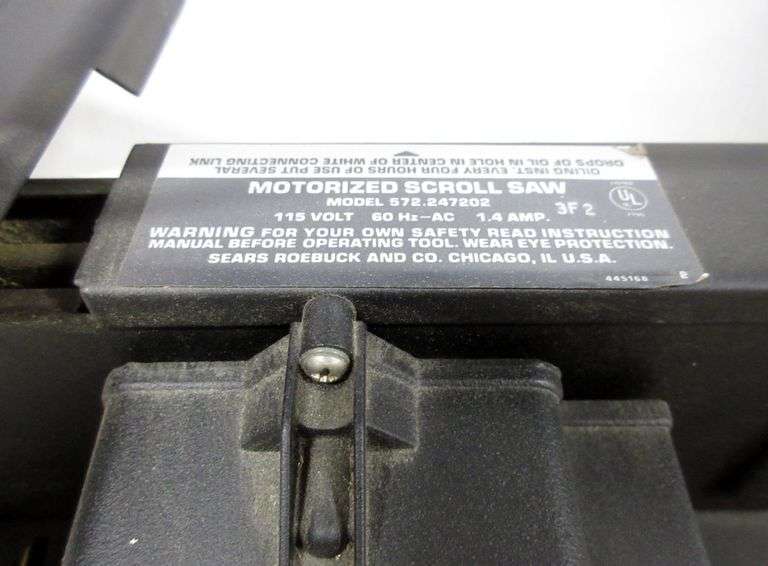 OILING INST. EVERY FOUR HOURS OF USE PUT SEVERAL
DROPS OF OIL IN HOLE IN CENTER OF WHITE CONNECTING LINK
MOTORIZED SCROLL SAW
MODEL 572.247202
115 VOLT 60 Hz-AC 1.4 AMP.
3F2
UL
WARNING FOR YOUR OWN SAFETY READ INSTRUCTION
MANUAL BEFORE OPERATING TOOL. WEAR EYE PROTECTION.
SEARS ROEBUCK AND CO. CHICAGO, IL U.S.A.
445168